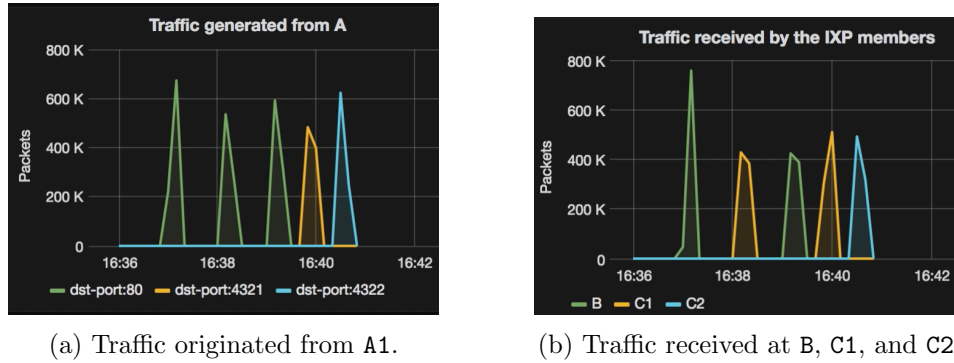 Traffic generated from A
800 K
600 K
400 K
200 K
0
Packets
16:36
16:38
16:40
16:42
dst-port:80
dst-port:4321
dst-port:4322
(a) Traffic originated from A1.
Traffic received by the IXP members
800 K
600 K
400 K
200 K
0
Packets
16:36
16:38
16:40
16:42
B
C1
C2
(b) Traffic received at B, C1, and C2